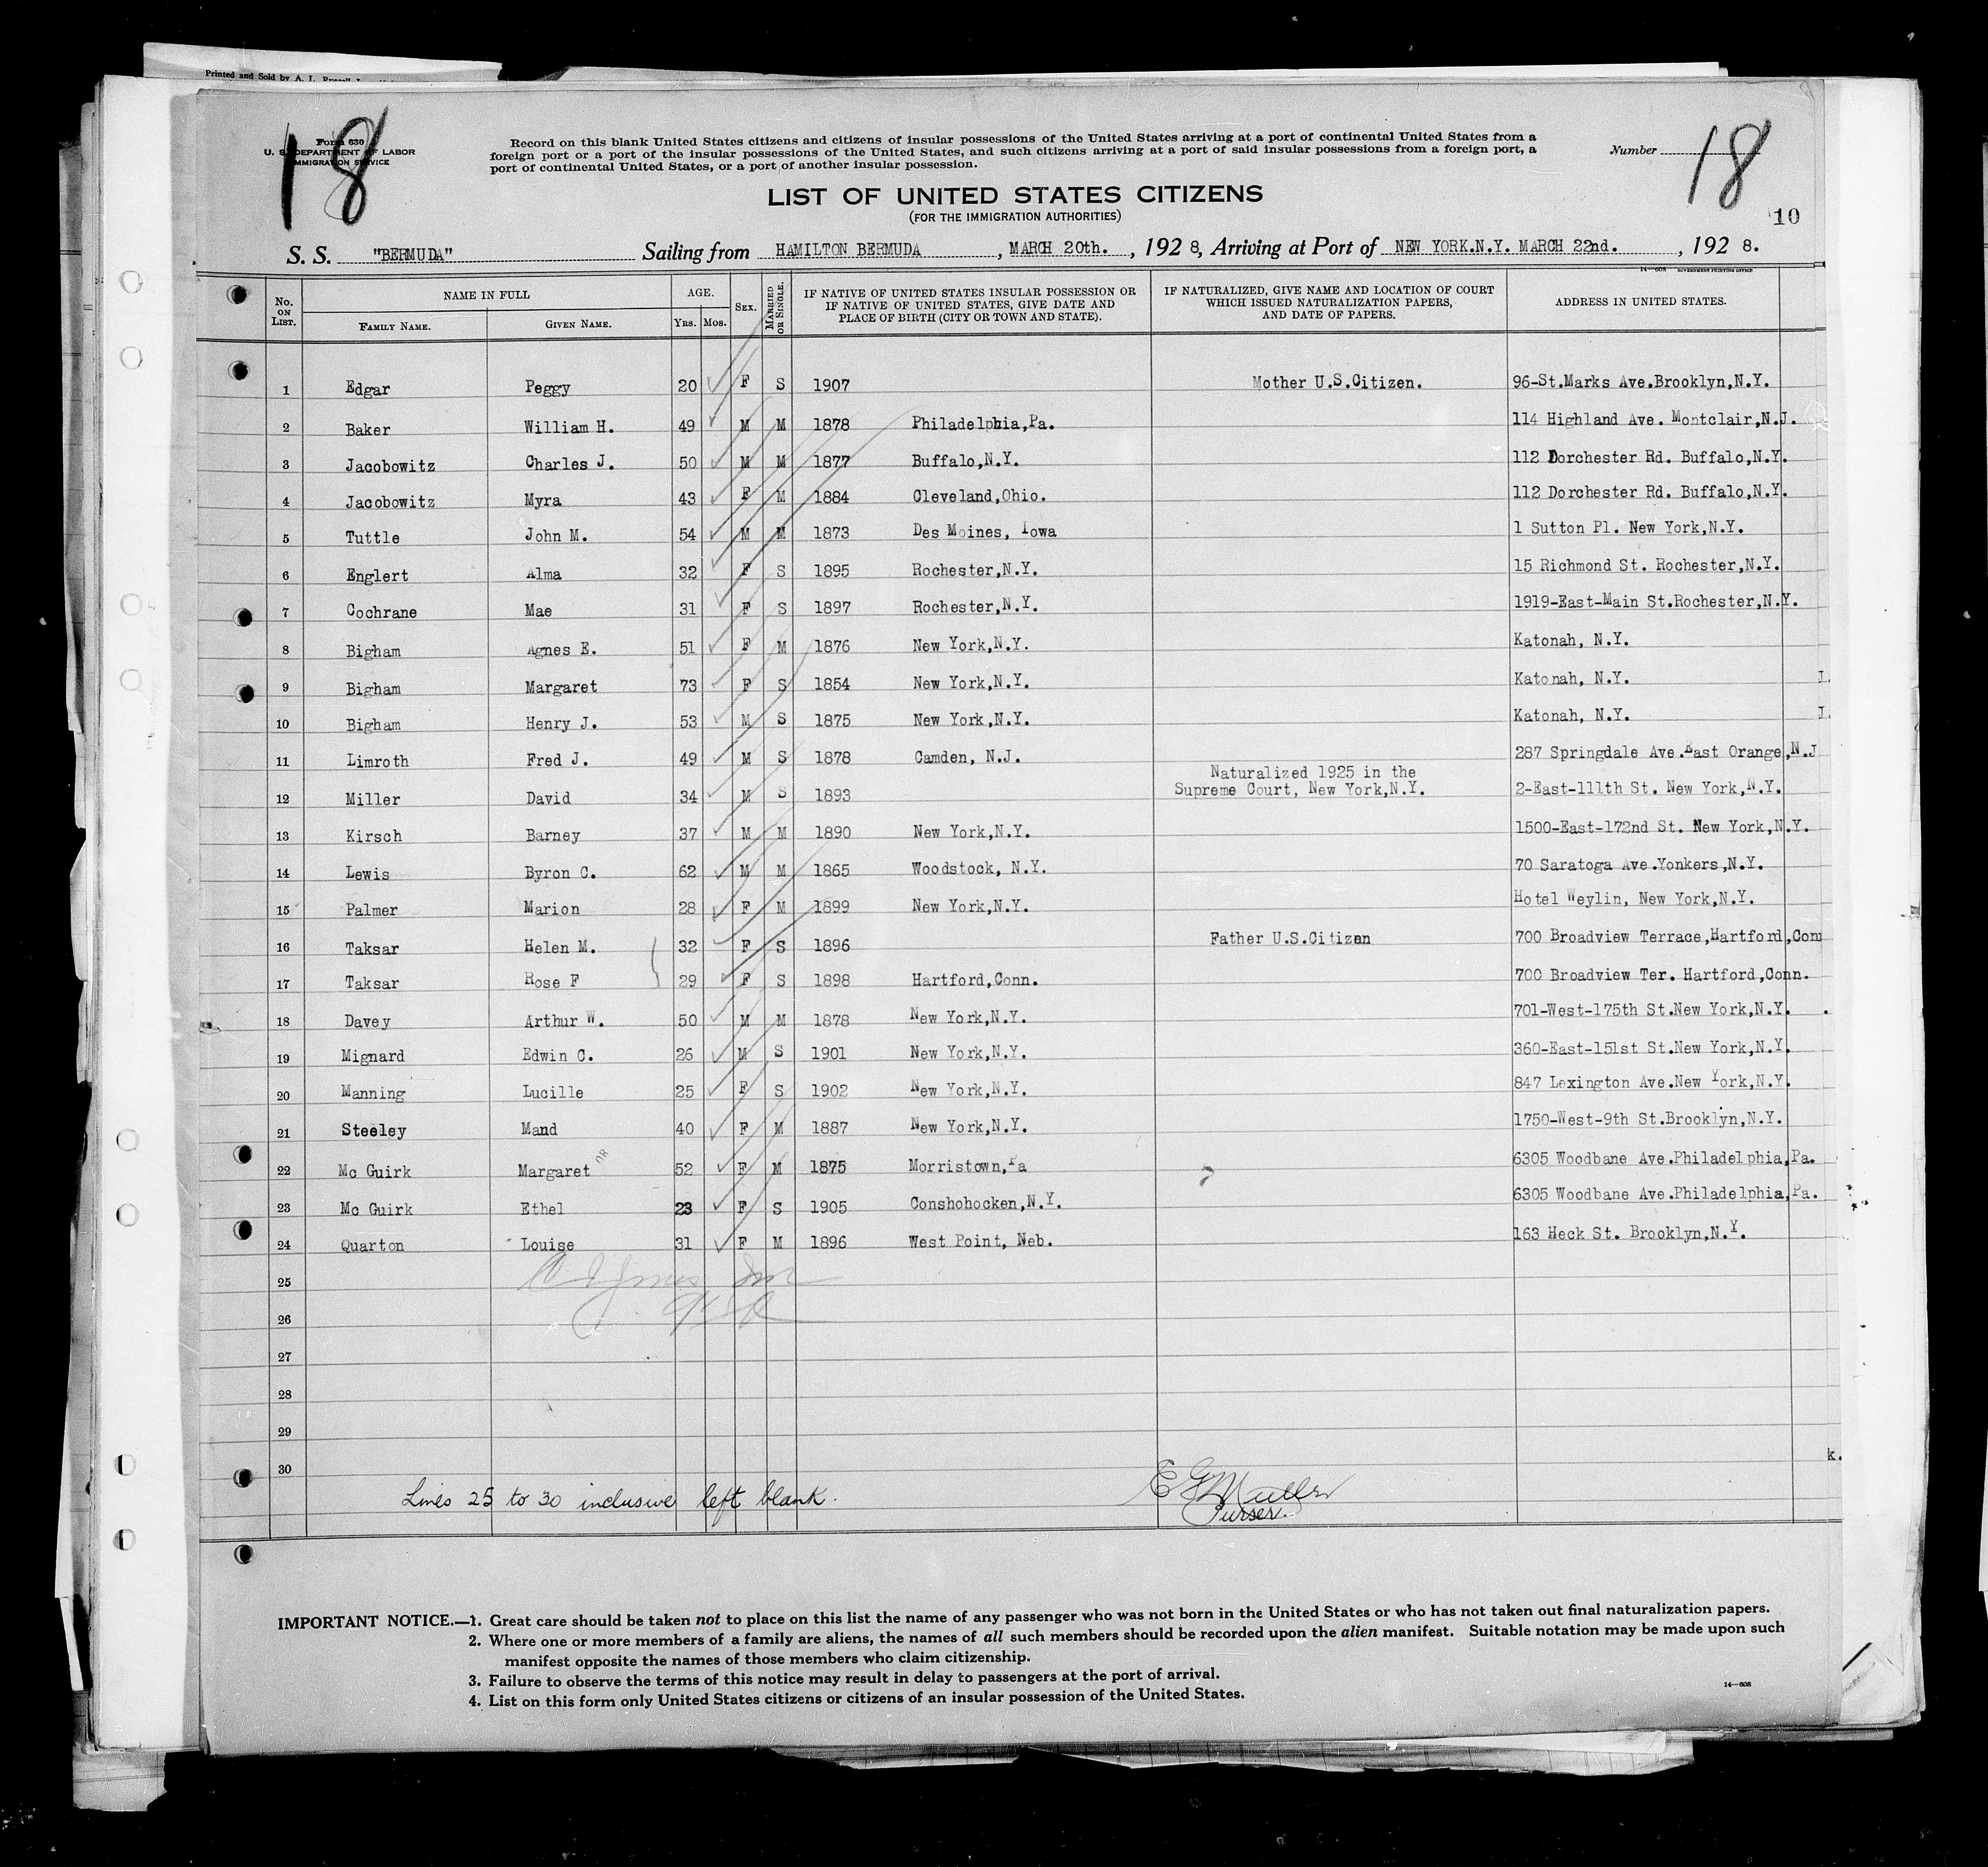 Printed and Sold by A. L.
18
Form 630
U. S. DEPARTMENT OF LABOR
IMMIGRATION SERVICE
Record on this blank United States citizens and citizens of insular possessions of the United States arriving at a port of continental United States from a
foreign port or a port of the insular possessions of the United States, and such citizens arriving at a port of said insular possessions from a foreign port, a
port of continental United States, or a port of another insular possession.
Number 18
LIST OF UNITED STATES CITIZENS
(FOR THE IMMIGRATION AUTHORITIES)
10
S. S. "BERMUDA" Sailing from HAMILTON BERMUDA, MARCH 20th., 1928, Arriving at Port of NEW YORK.N.Y. MARCH 22nd., 1928.
14—608 GOVERNMENT PRINTING OFFICE
No. ON LIST. NAME IN FULL FAMILY NAME. GIVEN NAME. AGE. YRS. MOS. SEX. MARRIED OR SINGLE. IF NATIVE OF UNITED STATES INSULAR POSSESSION OR IF NATIVE OF UNITED STATES, GIVE DATE AND PLACE OF BIRTH (CITY OR TOWN AND STATE). IF NATURALIZED, GIVE NAME AND LOCATION OF COURT WHICH ISSUED NATURALIZATION PAPERS, AND DATE OF PAPERS. ADDRESS IN UNITED STATES.
1 Edgar Peggy 20 F S 1907 Mother U.S.Citizen. 96-St.Marks Ave.Brooklyn,N.Y.
2 Baker William H. 49 M M 1878 Philadelphia,Pa. 114 Highland Ave. Montclair,N.J.
3 Jacobowitz Charles J. 50 M M 1877 Buffalo,N.Y. 112 Dorchester Rd. Buffalo,N.Y.
4 Jacobowitz Myra 43 F M 1884 Cleveland,Ohio. 112 Dorchester Rd. Buffalo,N.Y.
5 Tuttle John M. 54 M M 1873 Des Moines, Iowa 1 Sutton Pl. New York,N.Y.
6 Englert Alma 32 F S 1895 Rochester,N.Y. 15 Richmond St. Rochester,N.Y.
7 Cochrane Mae 31 F S 1897 Rochester,N.Y. 1919-East-Main St.Rochester,N.Y.
8 Bigham Agnes E. 51 F M 1876 New York,N.Y. Katonah, N.Y.
9 Bigham Margaret 73 F S 1854 New York,N.Y. Katonah, N.Y.
10 Bigham Henry J. 53 M S 1875 New York,N.Y. Katonah, N.Y.
11 Limroth Fred J. 49 M S 1878 Camden, N.J. 287 Springdale Ave.East Orange,N.J
12 Miller David 34 M S 1893 Naturalized 1925 in the Supreme Court, New York,N.Y. 2-East-111th St. New York,N.Y.
13 Kirsch Barney 37 M M 1890 New York,N.Y. 1500-East-172nd St. New York,N.Y.
14 Lewis Byron C. 62 M M 1865 Woodstock, N.Y. 70 Saratoga Ave.Yonkers,N.Y.
15 Palmer Marion 28 F M 1899 New York,N.Y. Hotel Weylin, New York,N.Y.
16 Taksar Helen M. 32 F S 1896 Father U.S.Citizen 700 Broadview Terrace,Hartford,Con
17 Taksar Rose F 29 F S 1898 Hartford,Conn. 700 Broadview Ter. Hartford,Conn.
18 Davey Arthur W. 50 M M 1878 New York,N.Y. 701-West-175th St.New York,N.Y.
19 Mignard Edwin C. 26 M S 1901 New York,N.Y. 360-East-151st St.New York,N.Y.
20 Manning Lucille 25 F S 1902 New York,N.Y. 847 Lexington Ave.New York,N.Y.
21 Steeley Mand 40 F M 1887 New York,N.Y. 1750-West-9th St.Brooklyn,N.Y.
22 Mc Guirk Margaret OR 52 F M 1875 Morristown,Pa 6305 Woodbane Ave.Philadelphia,Pa.
23 Mc Guirk Ethel 23 F S 1905 Conshohocken,N.Y. 6305 Woodbane Ave.Philadelphia,Pa.
24 Quarton Louise 31 F M 1896 West Point, Neb. 163 Heck St. Brooklyn,N.Y.
25
26
27
28
29
30
k.
Lines 25 to 30 inclusive left blank.
E G Muller
Purser.
IMPORTANT NOTICE.—1. Great care should be taken not to place on this list the name of any passenger who was not born in the United States or who has not taken out final naturalization papers.
2. Where one or more members of a family are aliens, the names of all such members should be recorded upon the alien manifest. Suitable notation may be made upon such
manifest opposite the names of those members who claim citizenship.
3. Failure to observe the terms of this notice may result in delay to passengers at the port of arrival.
4. List on this form only United States citizens or citizens of an insular possession of the United States.
14—608